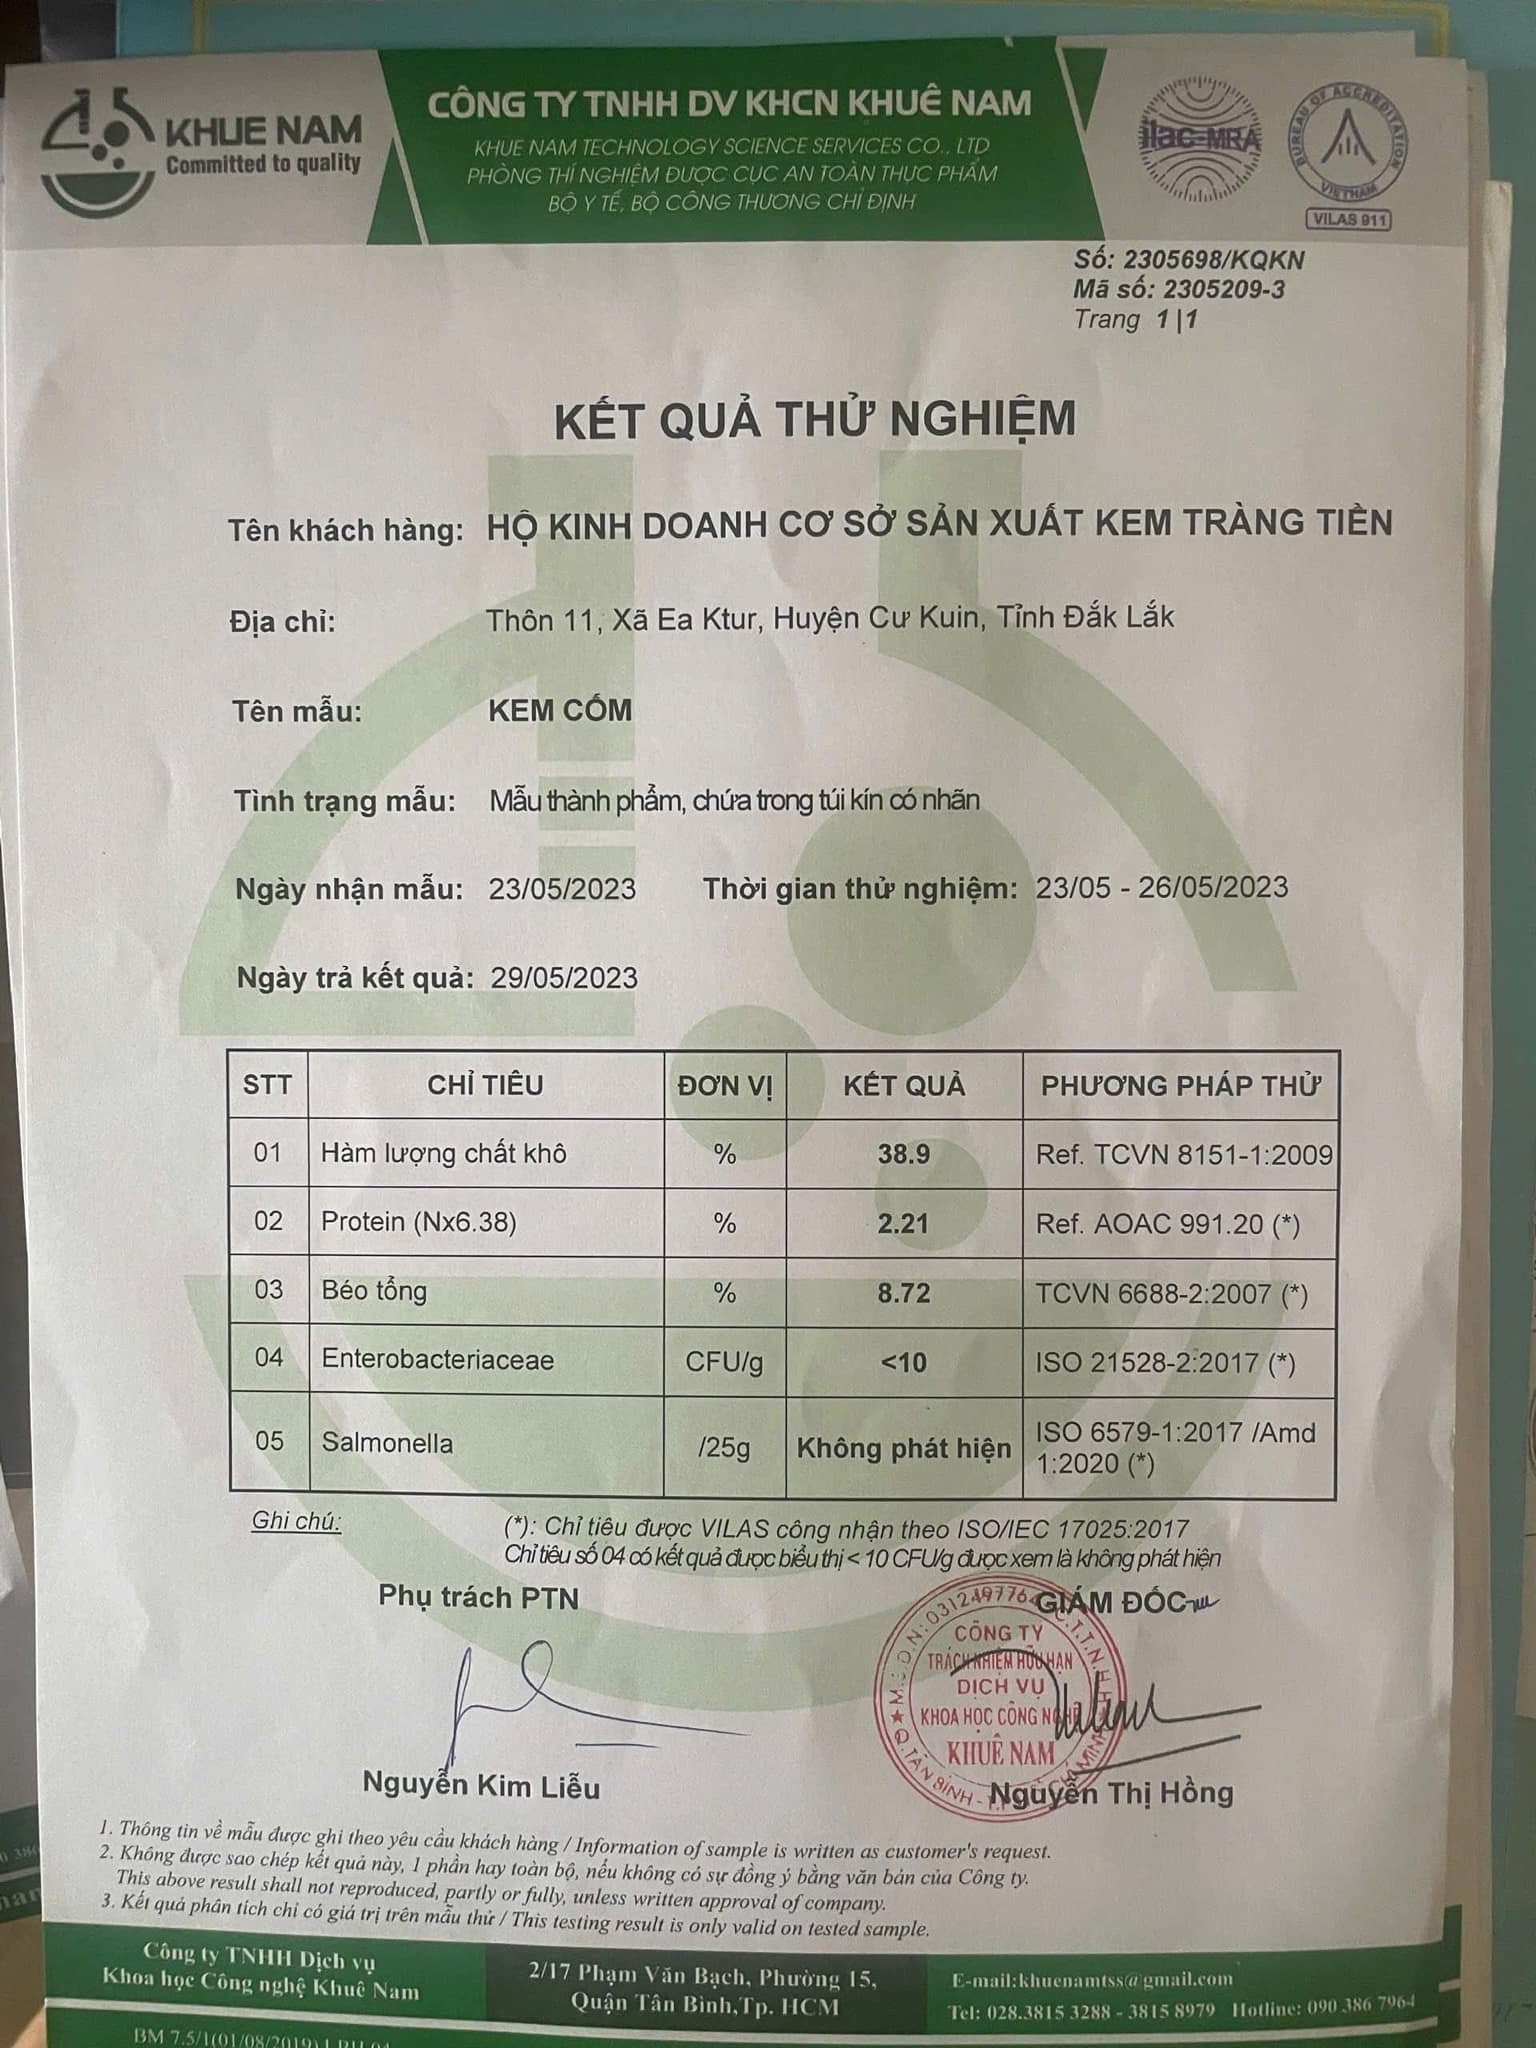 KHUE NAM
Committed to quality
CÔNG TY TNHH DV KHCN KHUÊ NAM
KHUE NAM TECHNOLOGY SCIENCE SERVICES CO., LTD
PHÒNG THÍ NGHIỆM ĐƯỢC CỤC AN TOÀN THỰC PHẨM
BỘ Y TẾ, BỘ CÔNG THƯƠNG CHỈ ĐỊNH
ilac-MRA
BUREAU OF ACCREDITATION
VIETNAM
VILAS 911
Số: 2305698/KQKN
Mã số: 2305209-3
Trang 1|1
KẾT QUẢ THỬ NGHIỆM
Tên khách hàng: HỘ KINH DOANH CƠ SỞ SẢN XUẤT KEM TRÀNG TIỀN
Địa chỉ: Thôn 11, Xã Ea Ktur, Huyện Cư Kuin, Tỉnh Đắk Lắk
Tên mẫu: KEM CỐM
Tình trạng mẫu: Mẫu thành phẩm, chứa trong túi kín có nhãn
Ngày nhận mẫu: 23/05/2023 Thời gian thử nghiệm: 23/05 - 26/05/2023
Ngày trả kết quả: 29/05/2023
STT CHỈ TIÊU ĐƠN VỊ KẾT QUẢ PHƯƠNG PHÁP THỬ
01 Hàm lượng chất khô % 38.9 Ref. TCVN 8151-1:2009
02 Protein (Nx6.38) % 2.21 Ref. AOAC 991.20 (*)
03 Béo tổng % 8.72 TCVN 6688-2:2007 (*)
04 Enterobacteriaceae CFU/g <10 ISO 21528-2:2017 (*)
05 Salmonella /25g Không phát hiện ISO 6579-1:2017 /Amd
1:2020 (*)
Ghi chú: (*): Chỉ tiêu được VILAS công nhận theo ISO/IEC 17025:2017
Chỉ tiêu số 04 có kết quả được biểu thị < 10 CFU/g được xem là không phát hiện
Phụ trách PTN GIÁM ĐỐC
CÔNG TY
TRÁCH NHIỆM HỮU HẠN
DỊCH VỤ
KHOA HỌC CÔNG NGHỆ
KHUÊ NAM
Nguyễn Kim Liễu Nguyễn Thị Hồng
1. Thông tin về mẫu được ghi theo yêu cầu khách hàng / Information of sample is written as customer's request.
2. Không được sao chép kết quả này, 1 phần hay toàn bộ, nếu không có sự đồng ý bằng văn bản của Công ty.
This above result shall not reproduced, partly or fully, unless written approval of company.
3. Kết quả phân tích chỉ có giá trị trên mẫu thử / This testing result is only valid on tested sample.
Công ty TNHH Dịch vụ
Khoa học Công nghệ Khuê Nam
2/17 Phạm Văn Bạch, Phường 15,
Quận Tân Bình,Tp. HCM
E-mail:khuenamtss@gmail.com
Tel: 028.3815 3288 - 3815 8979 Hotline: 090 386 7964
BM 7.5/1(01/08/2019)